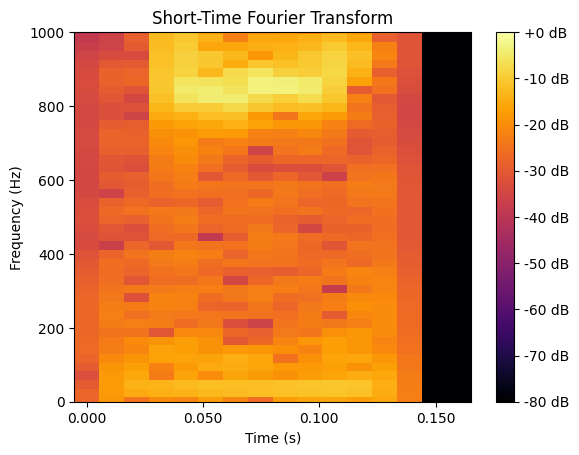 Short-Time Fourier Transform
1000
800
600
400
200
0
Frequency (Hz)
0.000
0.050
0.100
0.150
Time (s)
+0 dB
-10 dB
-20 dB
-30 dB
-40 dB
-50 dB
-60 dB
-70 dB
-80 dB